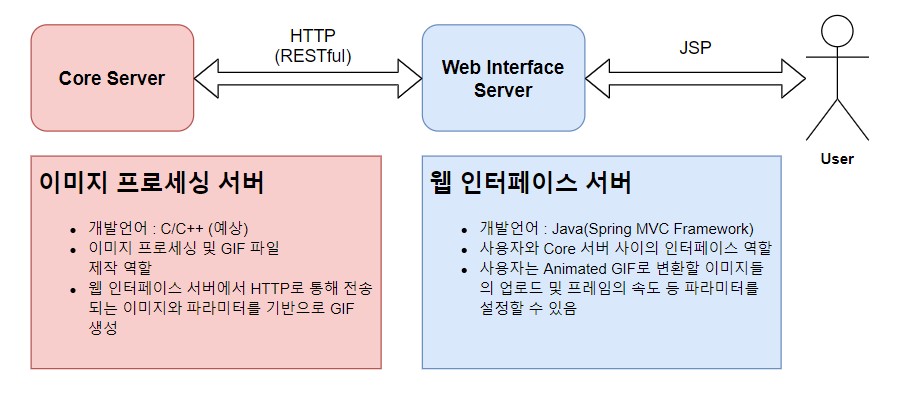 Core Server
HTTP
(RESTful)
Web Interface
Server
JSP
User
이미지 프로세싱 서버
• 개발언어 : C/C++ (예상)
• 이미지 프로세싱 및 GIF 파일
제작 역할
• 웹 인터페이스 서버에서 HTTP로 통해 전송
되는 이미지와 파라미터를 기반으로 GIF
생성
웹 인터페이스 서버
• 개발언어 : Java(Spring MVC Framework)
• 사용자와 Core 서버 사이의 인터페이스 역할
• 사용자는 Animated GIF로 변환할 이미지들
의 업로드 및 프레임의 속도 등 파라미터를
설정할 수 있음